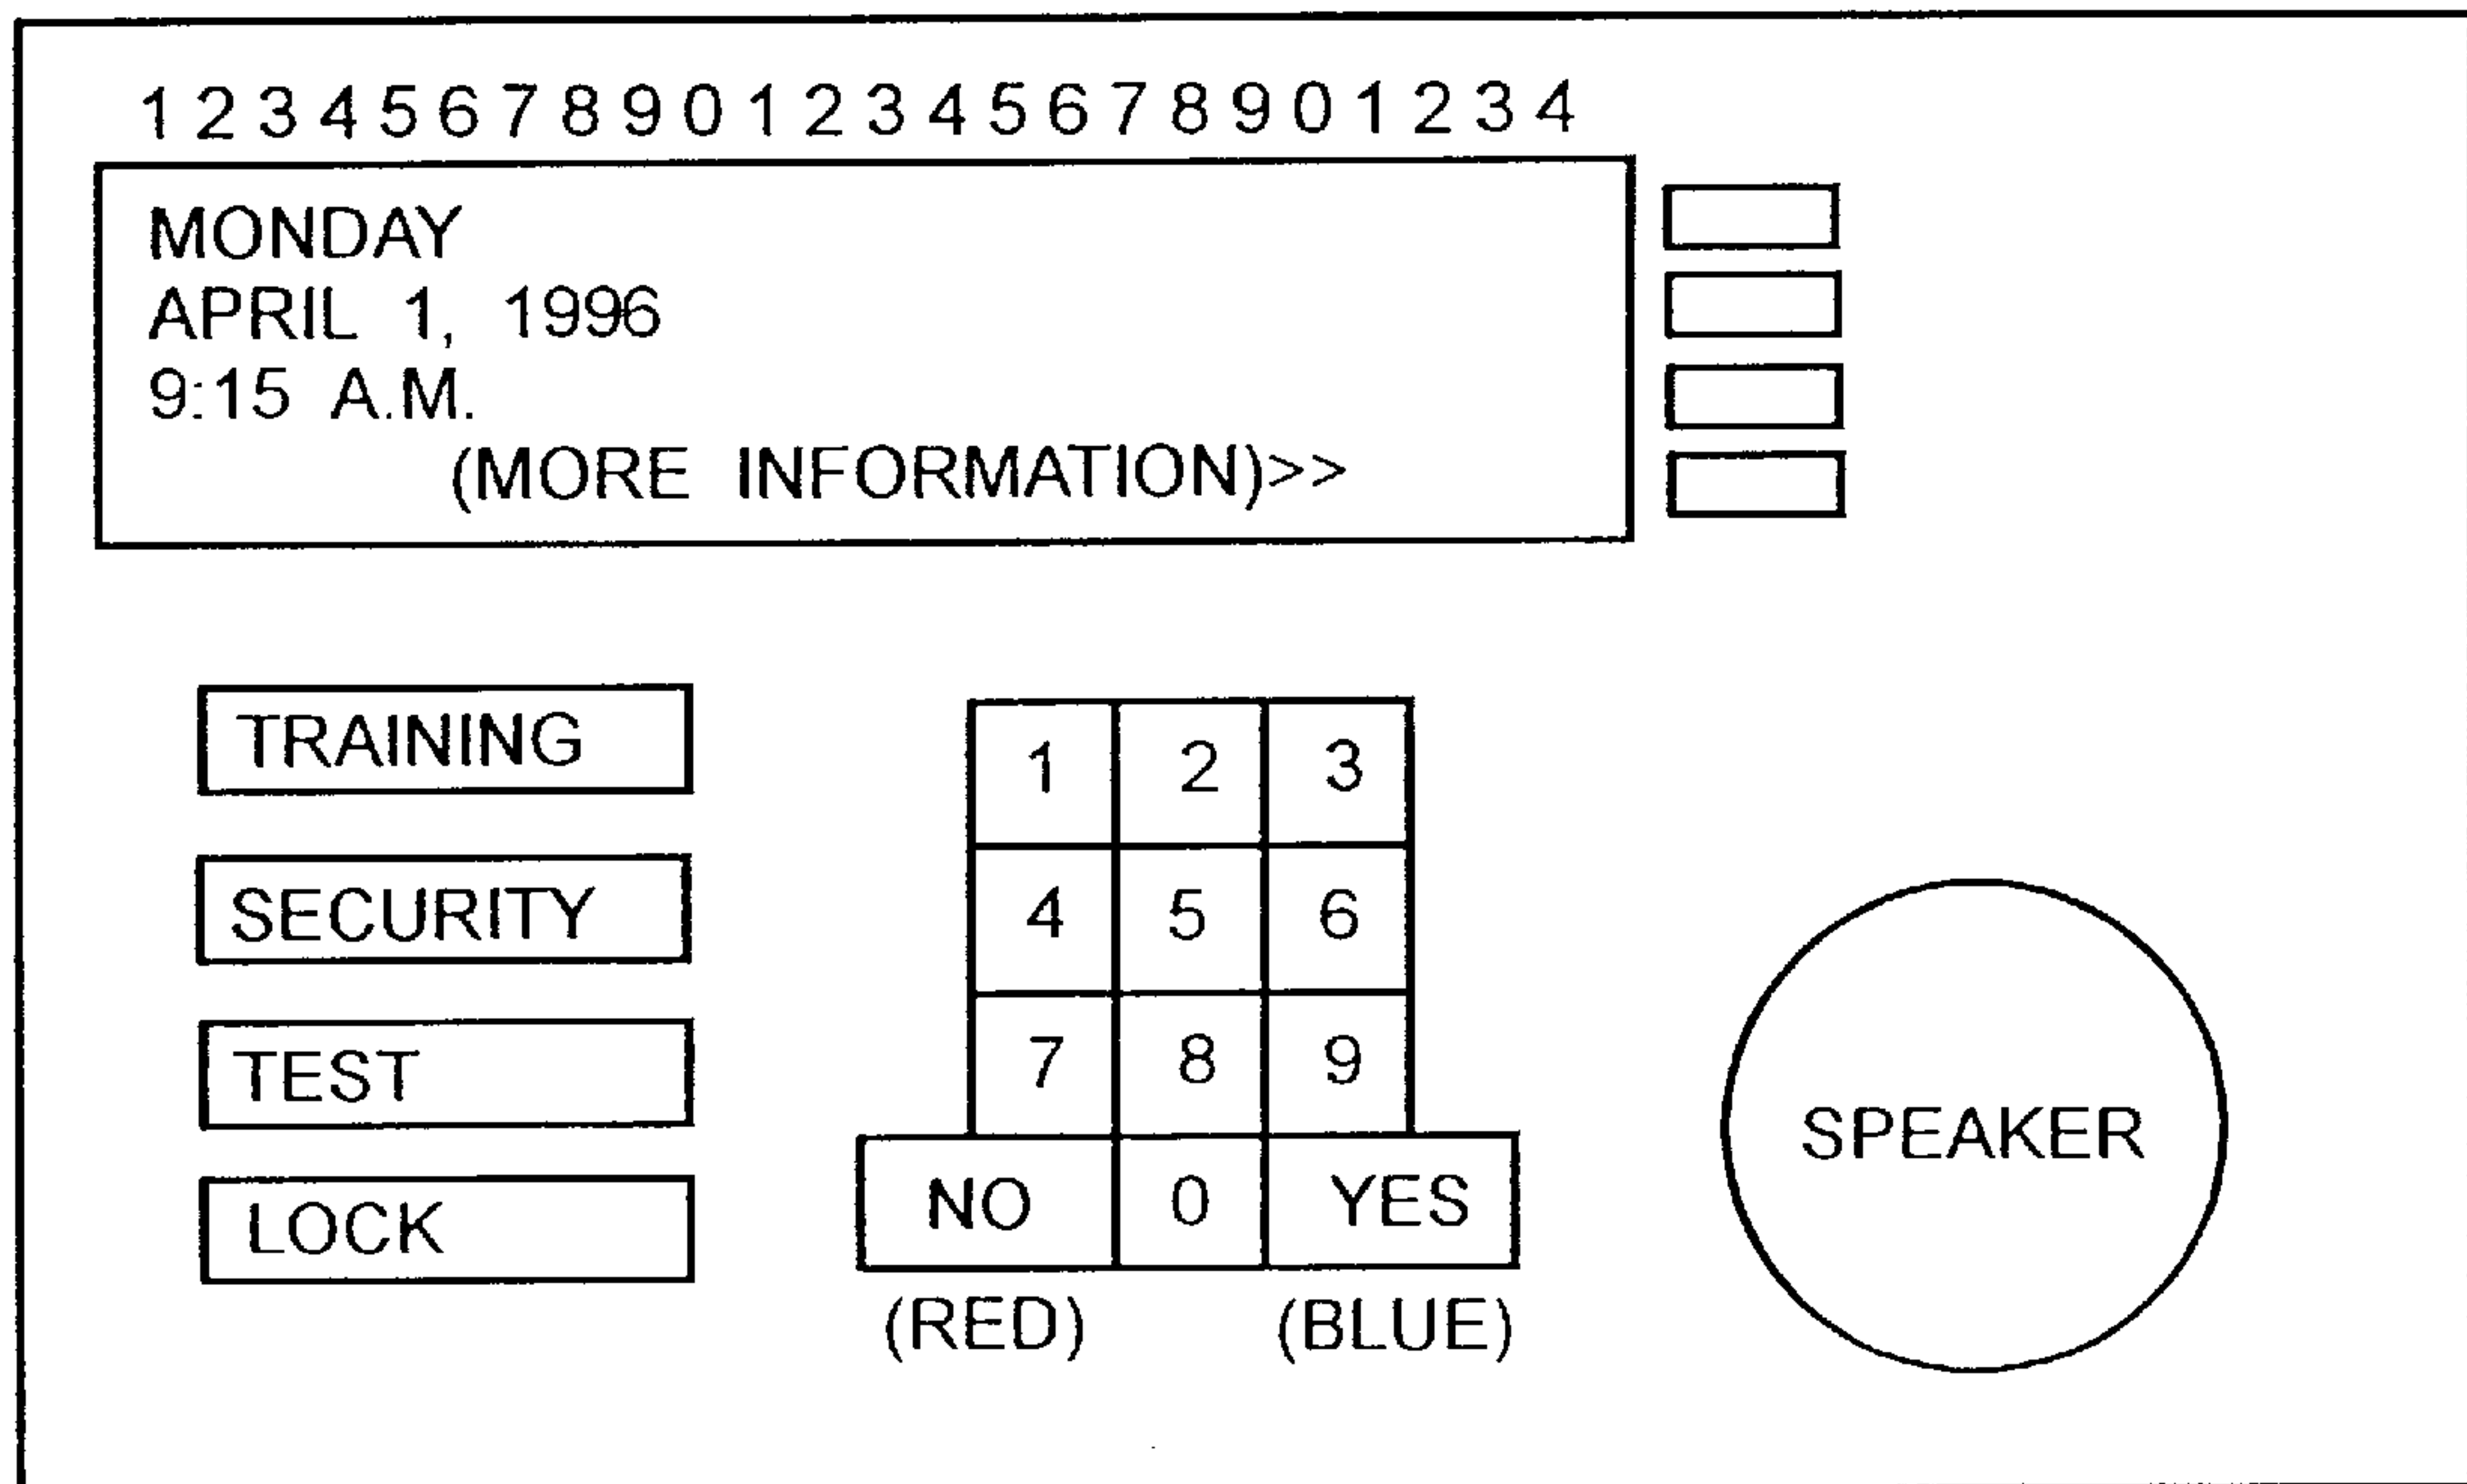 1 2 3 4 5 6 7 8 9 0 1 2 3 4 5 6 7 8 9 0 1 2 3 4
MONDAY
APRIL 1, 1996
9:15 A.M.
(MORE INFORMATION)>>
TRAINING
SECURITY
TEST
LOCK
1 2 3
4 5 6
7 8 9
NO 0 YES
(RED) (BLUE)
SPEAKER